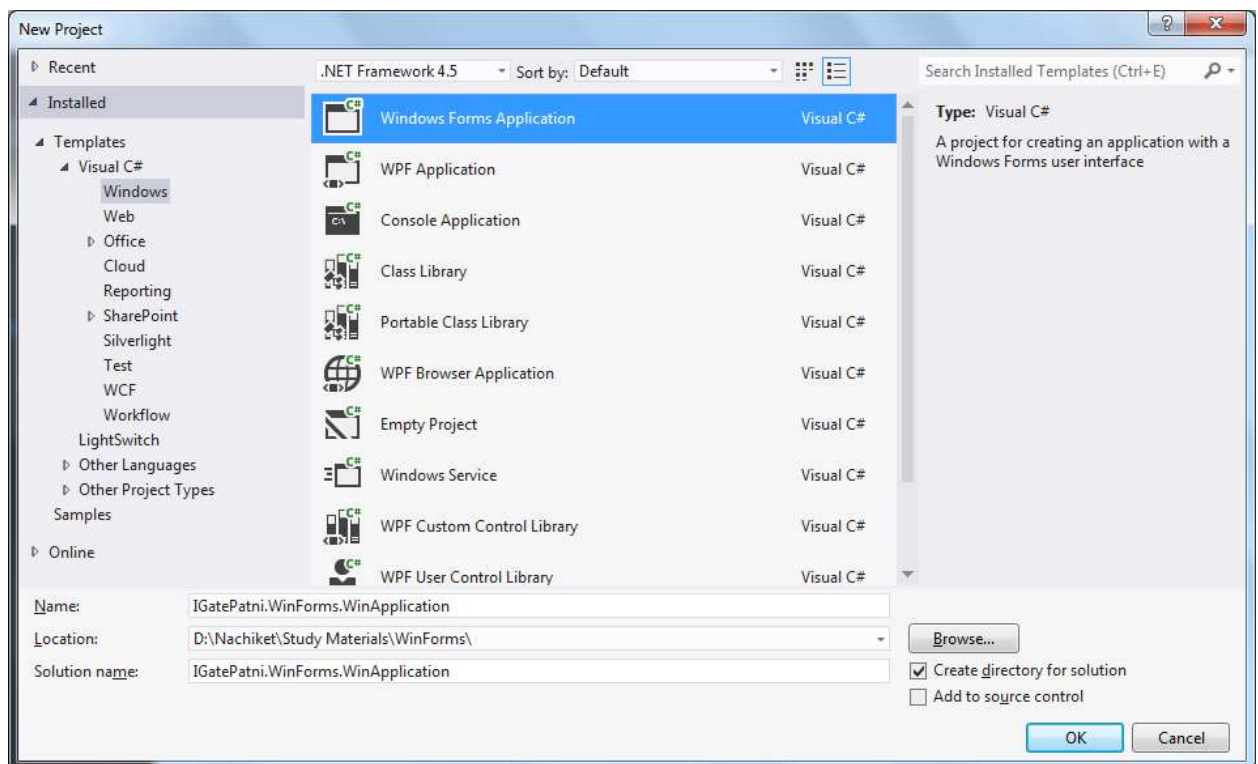 New Project
Recent
Installed
Templates
Visual C#
Windows
Web
Office
Cloud
Reporting
SharePoint
Silverlight
Test
WCF
Workflow
LightSwitch
Other Languages
Other Project Types
Samples
Online
.NET Framework 4.5 Sort by: Default
Windows Forms Application Visual C#
WPF Application Visual C#
Console Application Visual C#
Class Library Visual C#
Portable Class Library Visual C#
WPF Browser Application Visual C#
Empty Project Visual C#
Windows Service Visual C#
WPF Custom Control Library Visual C#
WPF User Control Library Visual C#
Search Installed Templates (Ctrl+E)
Type: Visual C#
A project for creating an application with a
Windows Forms user interface
Name: IGatePatni.WinForms.WinApplication
Location: D:\Nachiket\Study Materials\WinForms\
Browse...
Solution name: IGatePatni.WinForms.WinApplication
Create directory for solution
Add to source control
OK Cancel